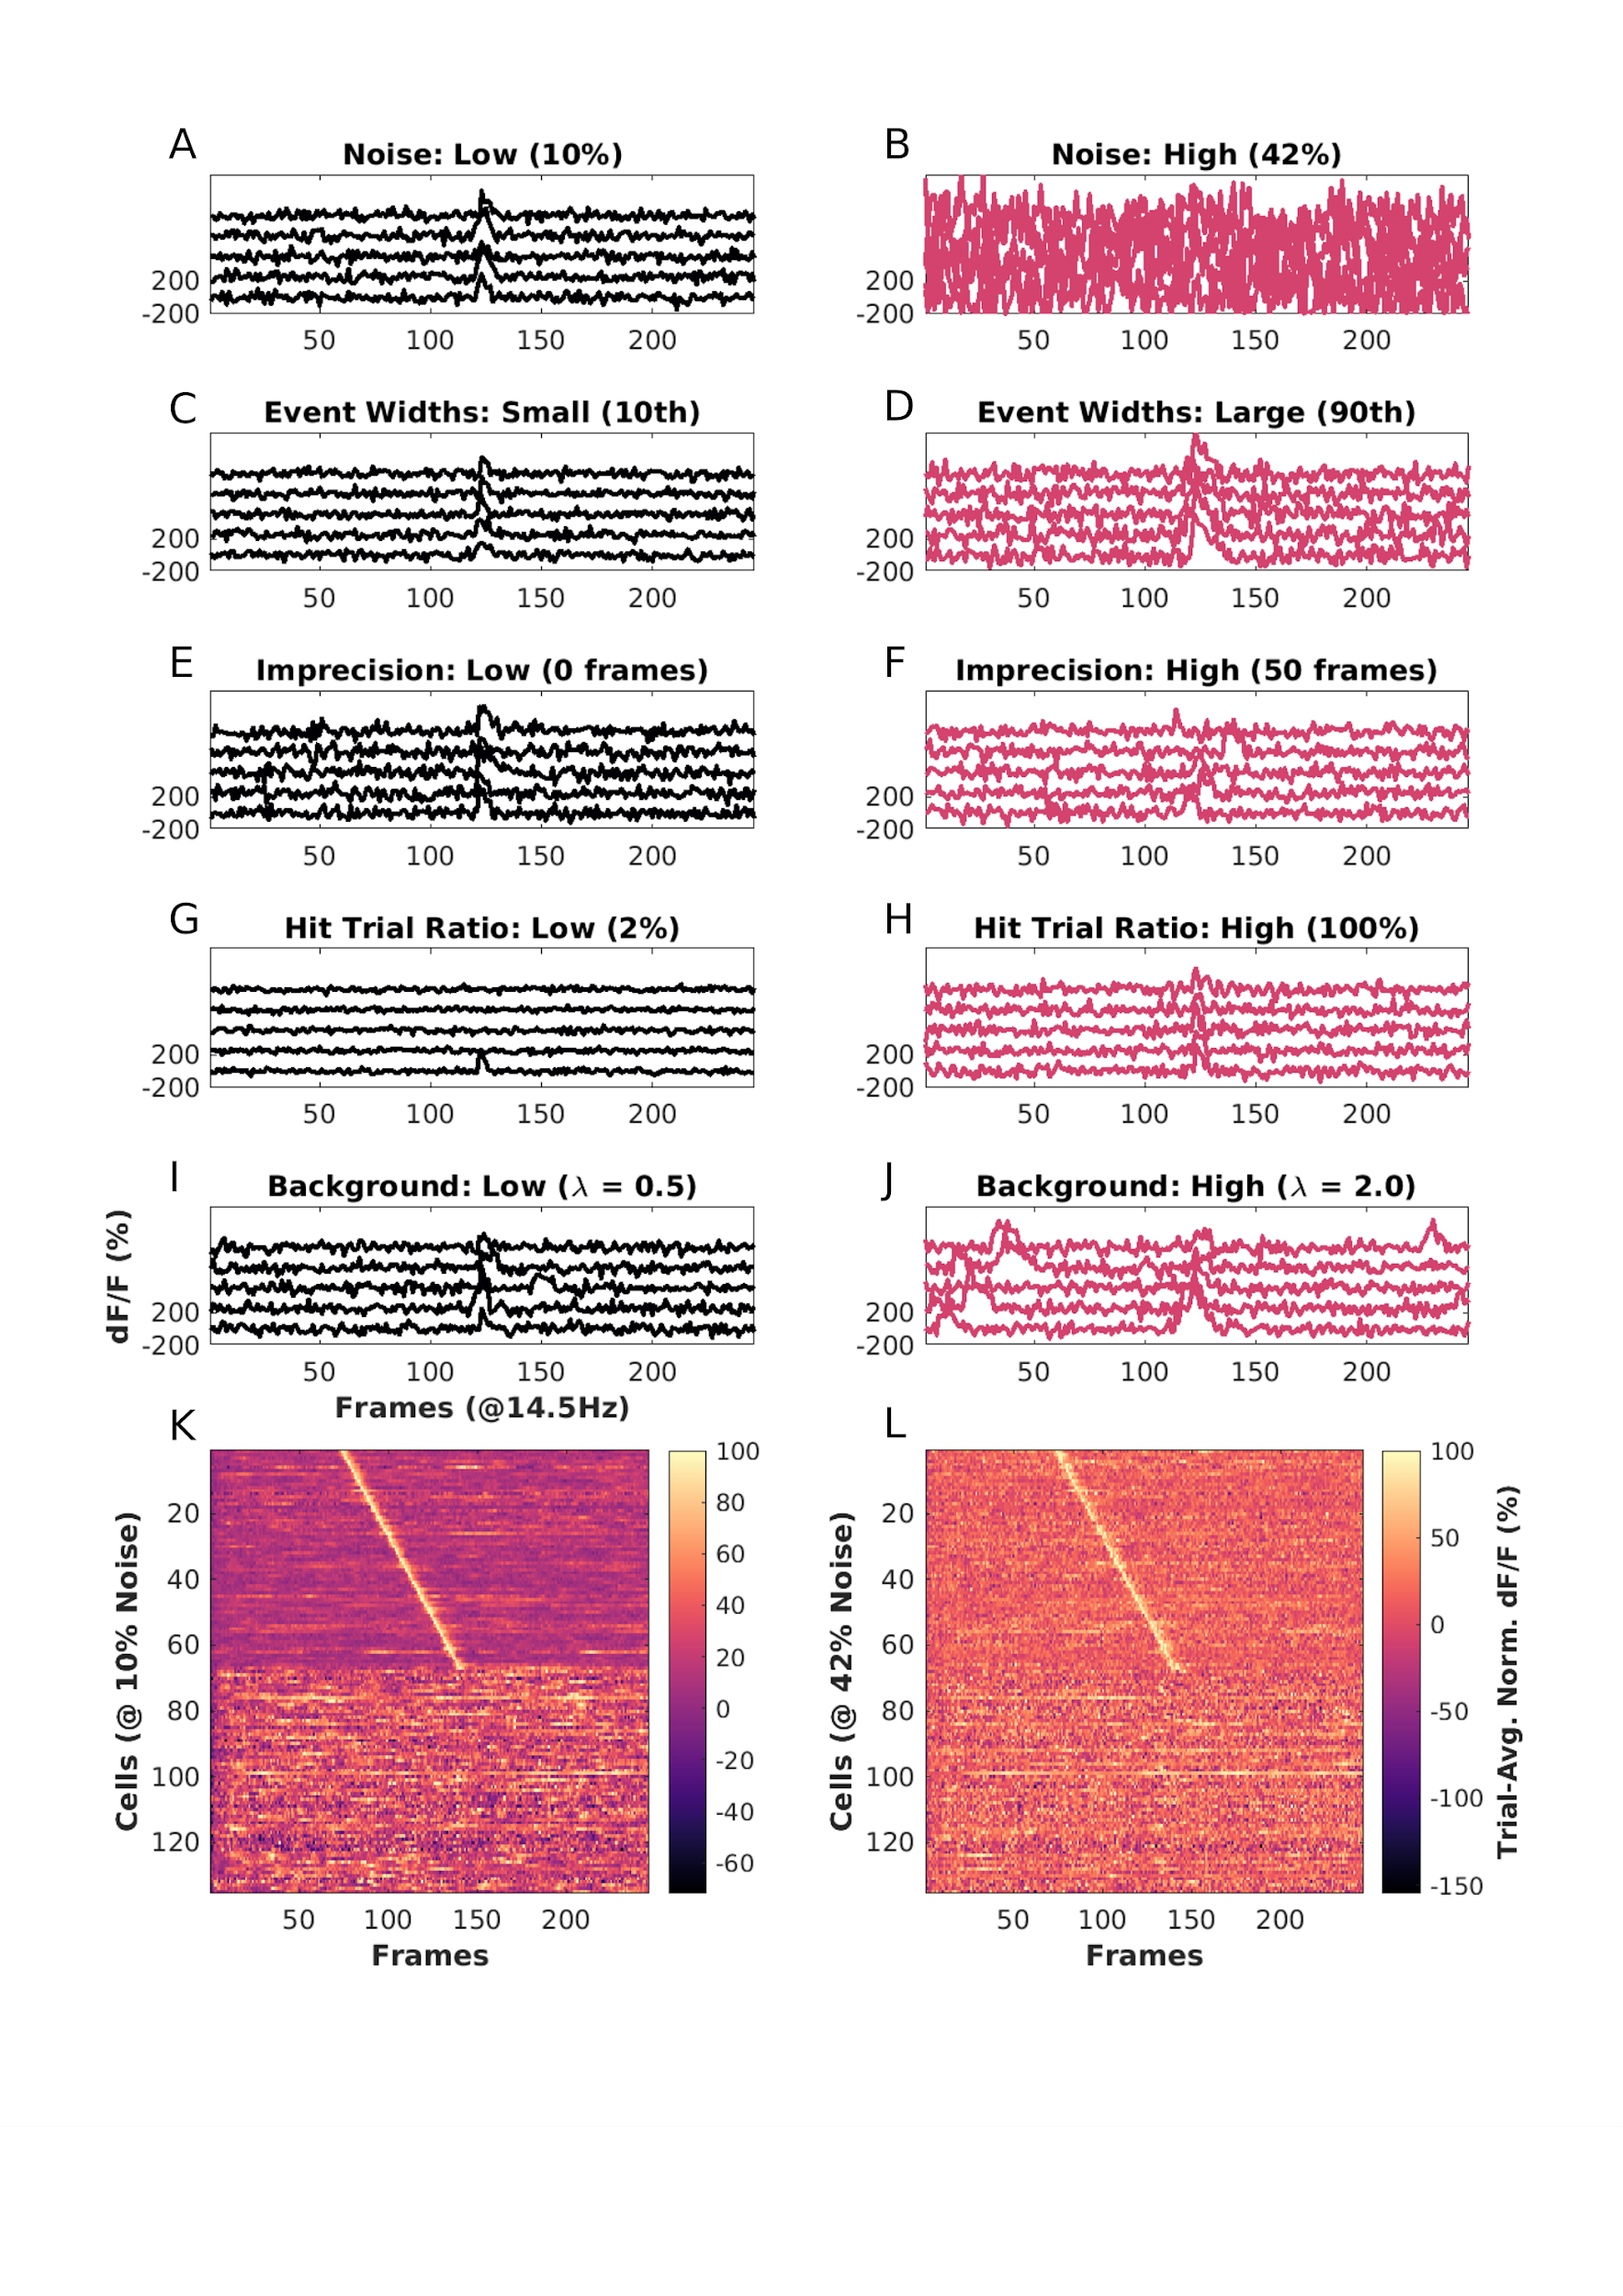 A
Noise: Low (10%)
200
-200
50 100 150 200
B
Noise: High (42%)
200
-200
50 100 150 200
C
Event Widths: Small (10th)
200
-200
50 100 150 200
D
Event Widths: Large (90th)
200
-200
50 100 150 200
E
Imprecision: Low (0 frames)
200
-200
50 100 150 200
F
Imprecision: High (50 frames)
200
-200
50 100 150 200
G
Hit Trial Ratio: Low (2%)
200
-200
50 100 150 200
H
Hit Trial Ratio: High (100%)
200
-200
50 100 150 200
I
Background: Low (λ = 0.5)
dF/F (%)
200
-200
50 100 150 200
Frames (@14.5Hz)
J
Background: High (λ = 2.0)
200
-200
50 100 150 200
K
Cells (@ 10% Noise)
20
40
60
80
100
120
50 100 150 200
Frames
100
80
60
40
20
0
-20
-40
-60
L
Cells (@ 42% Noise)
20
40
60
80
100
120
50 100 150 200
Frames
100
50
0
-50
-100
-150
Trial-Avg. Norm. dF/F (%)